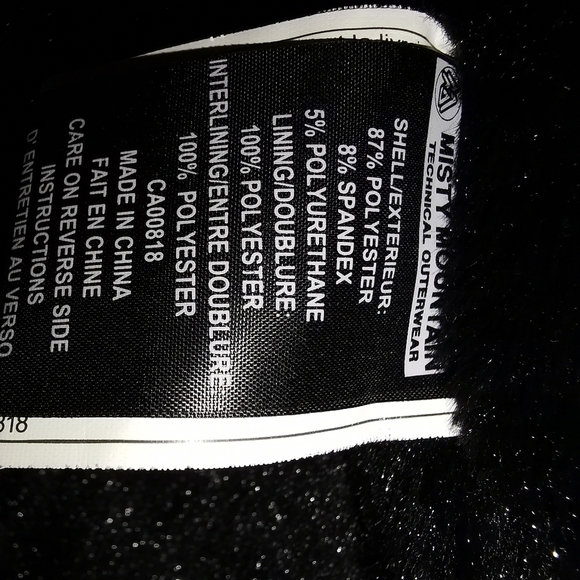 MISTY MOUNTAIN
TECHNICAL OUTERWEAR
SHELL/EXTERIEUR:
87% POLYESTER
8% SPANDEX
5% POLYURETHANE
LINING/DOUBLURE:
100% POLYESTER
INTERLINING/ENTRE DOUBLURE
100% POLYESTER
CA00818
MADE IN CHINA
FAIT EN CHINE
CARE ON REVERSE SIDE
INSTRUCTIONS
D'ENTRETIEN AU VERSO
318